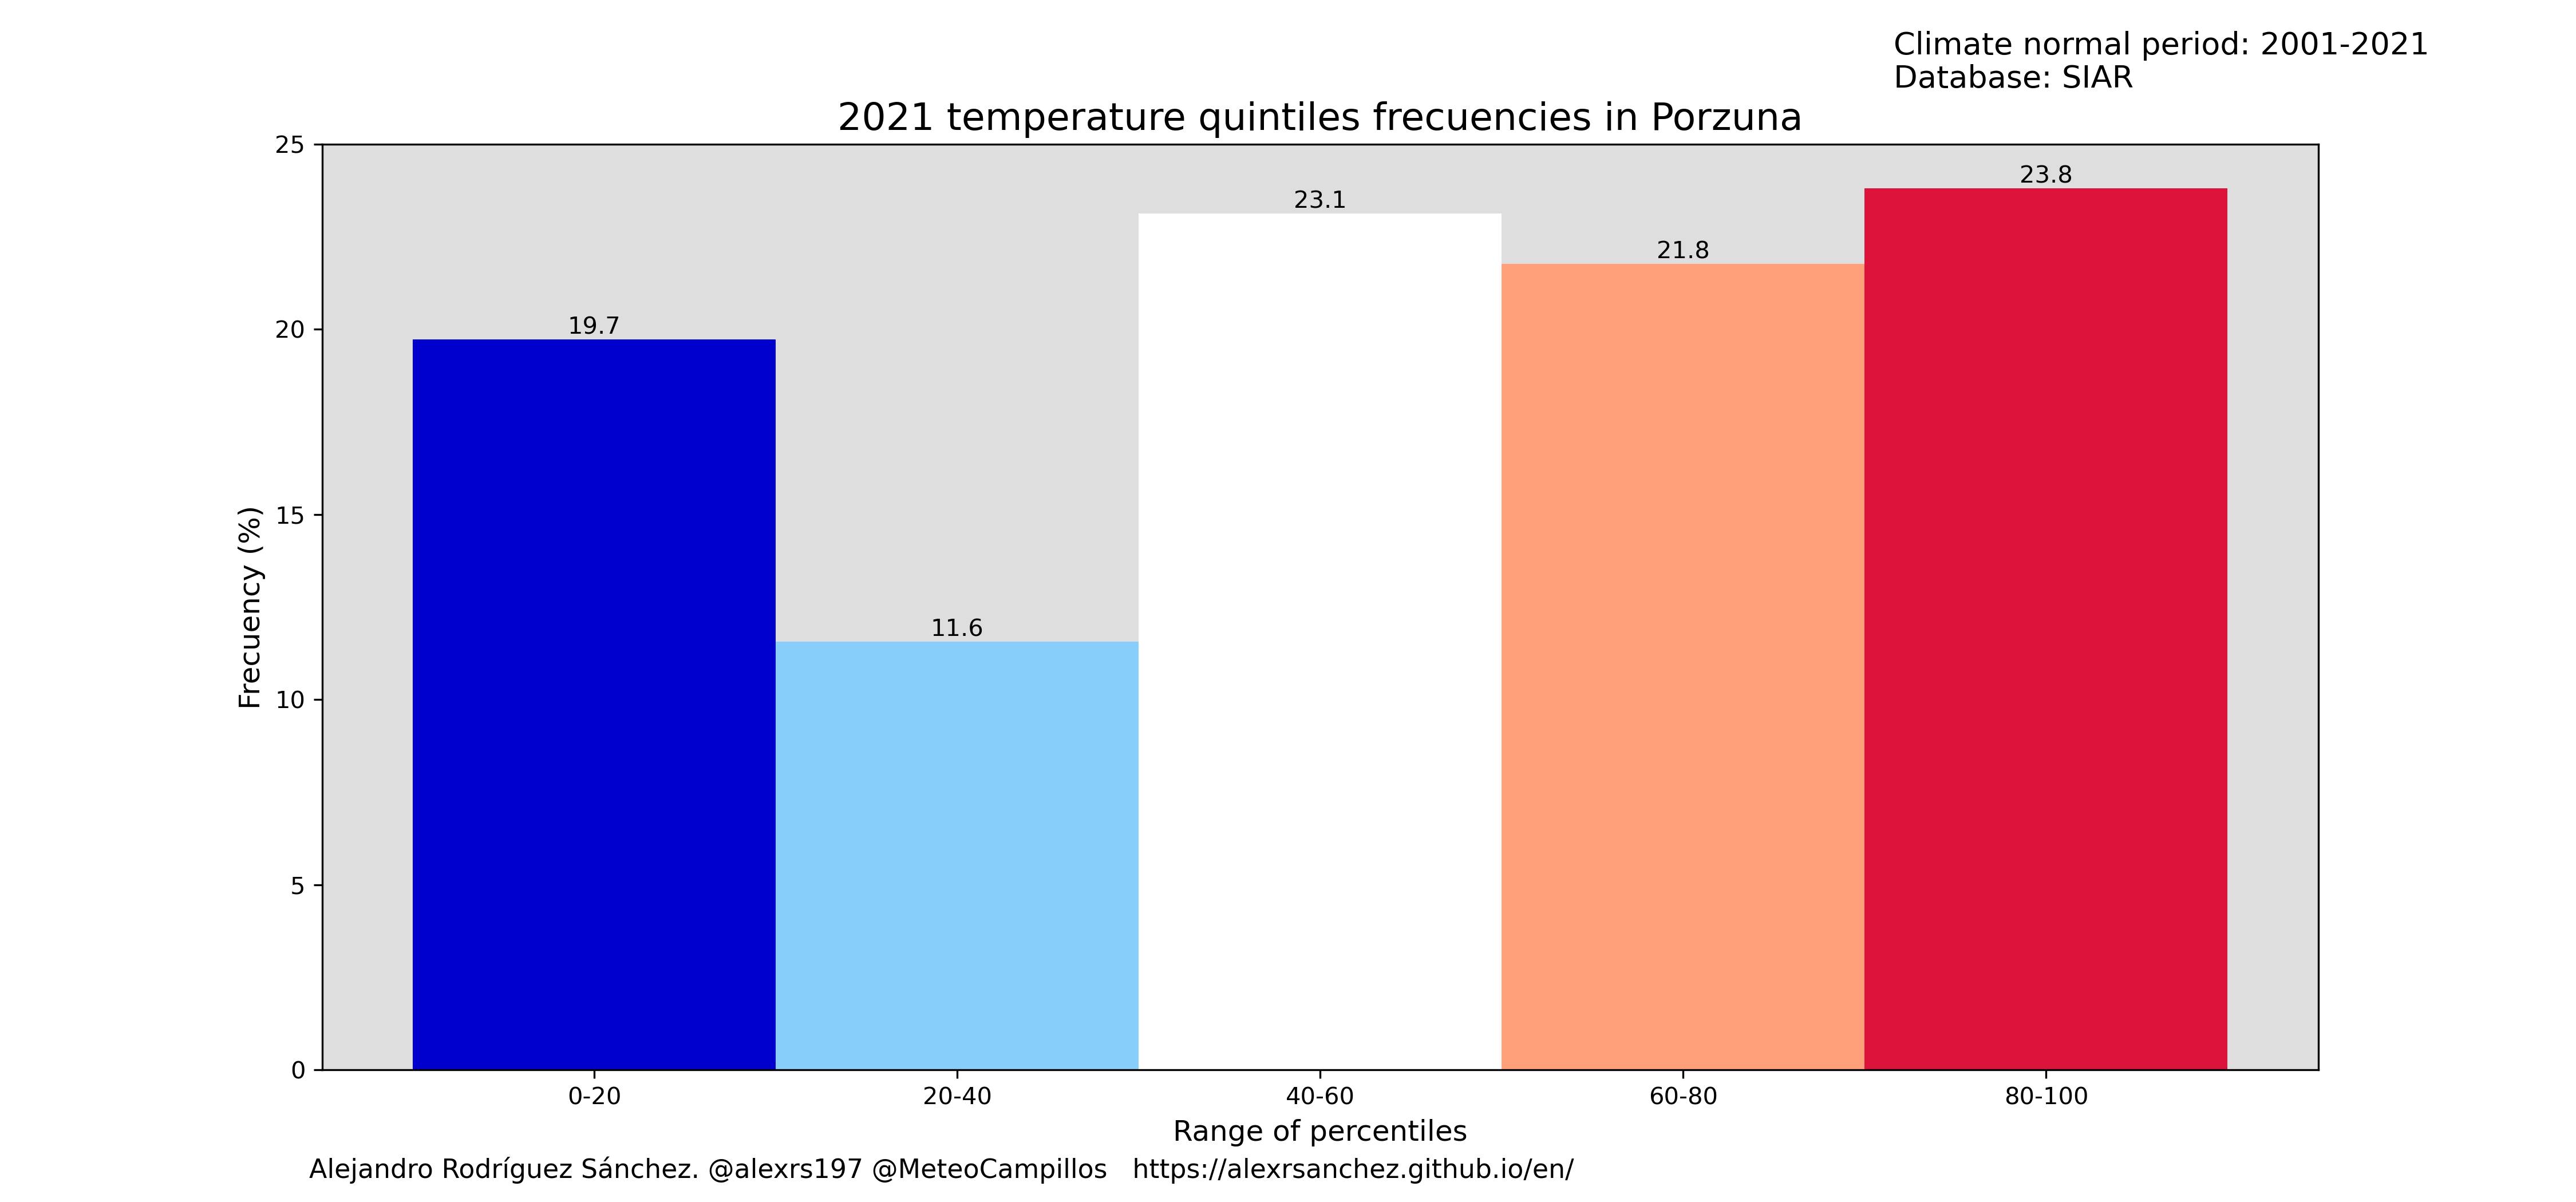 Climate normal period: 2001-2021
Database: SIAR
2021 temperature quintiles frecuencies in Porzuna
25
20
15
10
5
0
Frecuency (%)
19.7
11.6
23.1
21.8
23.8
0-20
20-40
40-60
60-80
80-100
Range of percentiles
Alejandro Rodríguez Sánchez. @alexrs197 @MeteoCampillos https://alexrsanchez.github.io/en/